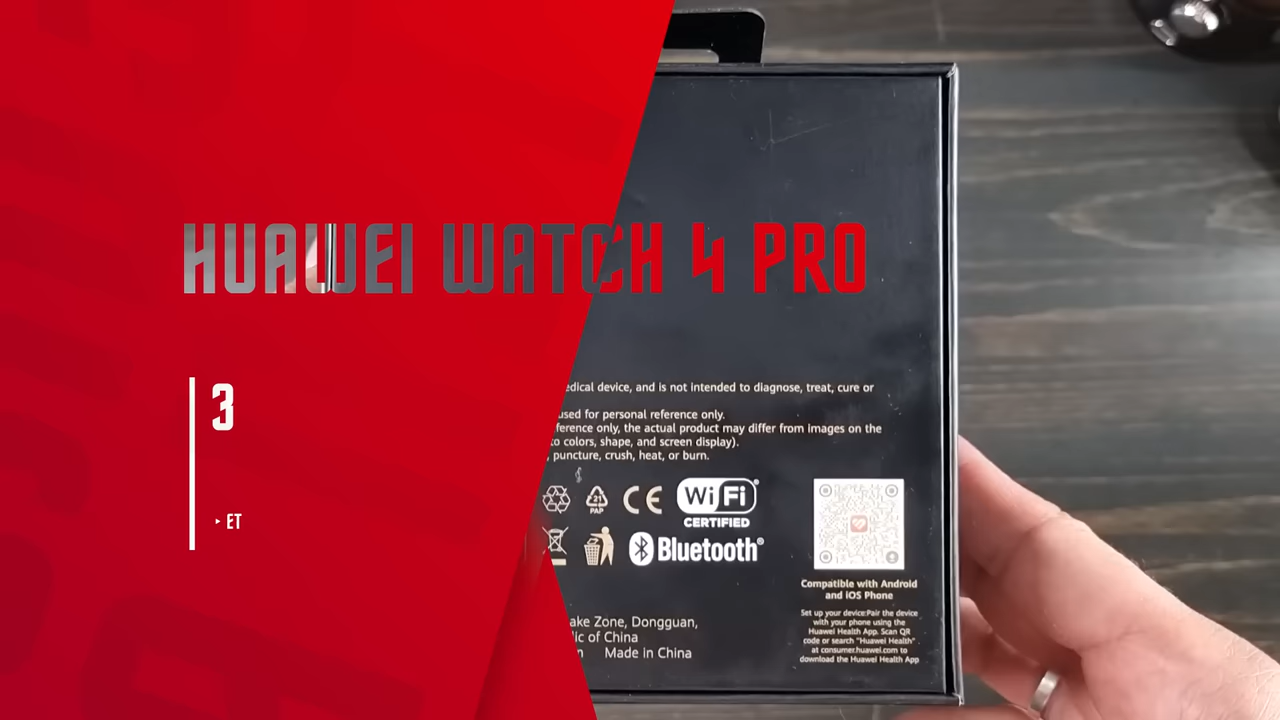 HUAWEI WATCH 4 PRO
3
ET
edical device, and is not intended to diagnose, treat, cure or
used for personal reference only.
ference only, the actual product may differ from images on the
to colors, shape, and screen display).
, puncture, crush, heat, or burn.
21
PAP
CE
Wi Fi®
CERTIFIED
Bluetooth®
Compatible with Android
and iOS Phone
Set up your device:Pair the device
with your phone using the
Huawei Health App. Scan QR
code or search "Huawei Health"
at consumer.huawei.com to
download the Huawei Health App
ake Zone, Dongguan,
lic of China
n Made in China